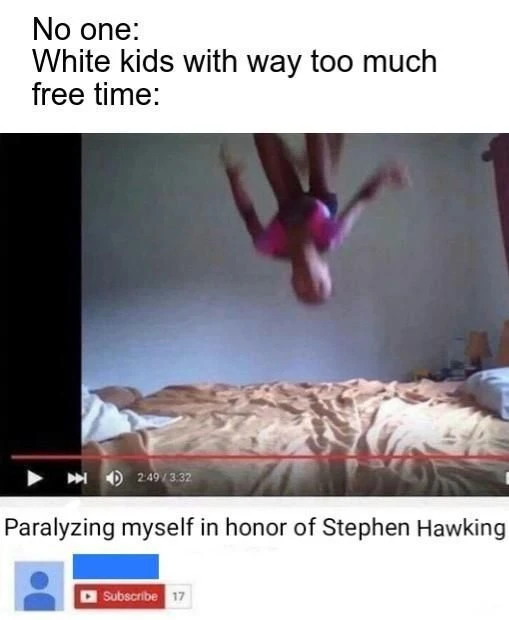 No one:
White kids with way too much
free time:
2:49 / 3:32
Paralyzing myself in honor of Stephen Hawking
Subscribe 17